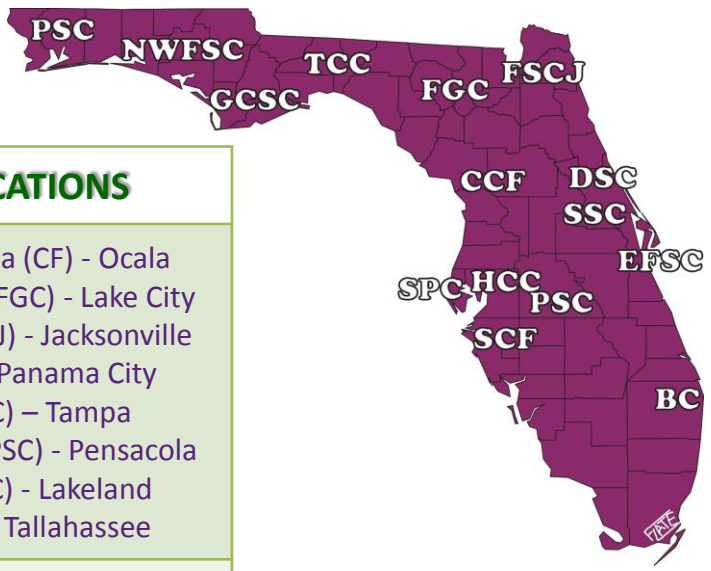 PSC
NWFSC
TCC
FSCJ
FGC
GCSC
CATIONS
CCF
DSC
SSC
a (CF) - Ocala
EFSC
FGC) - Lake City
SPC
HCC
PSC
J) - Jacksonville
SCF
Panama City
C) – Tampa
BC
PSC) - Pensacola
C) - Lakeland
Tallahassee
FLATE